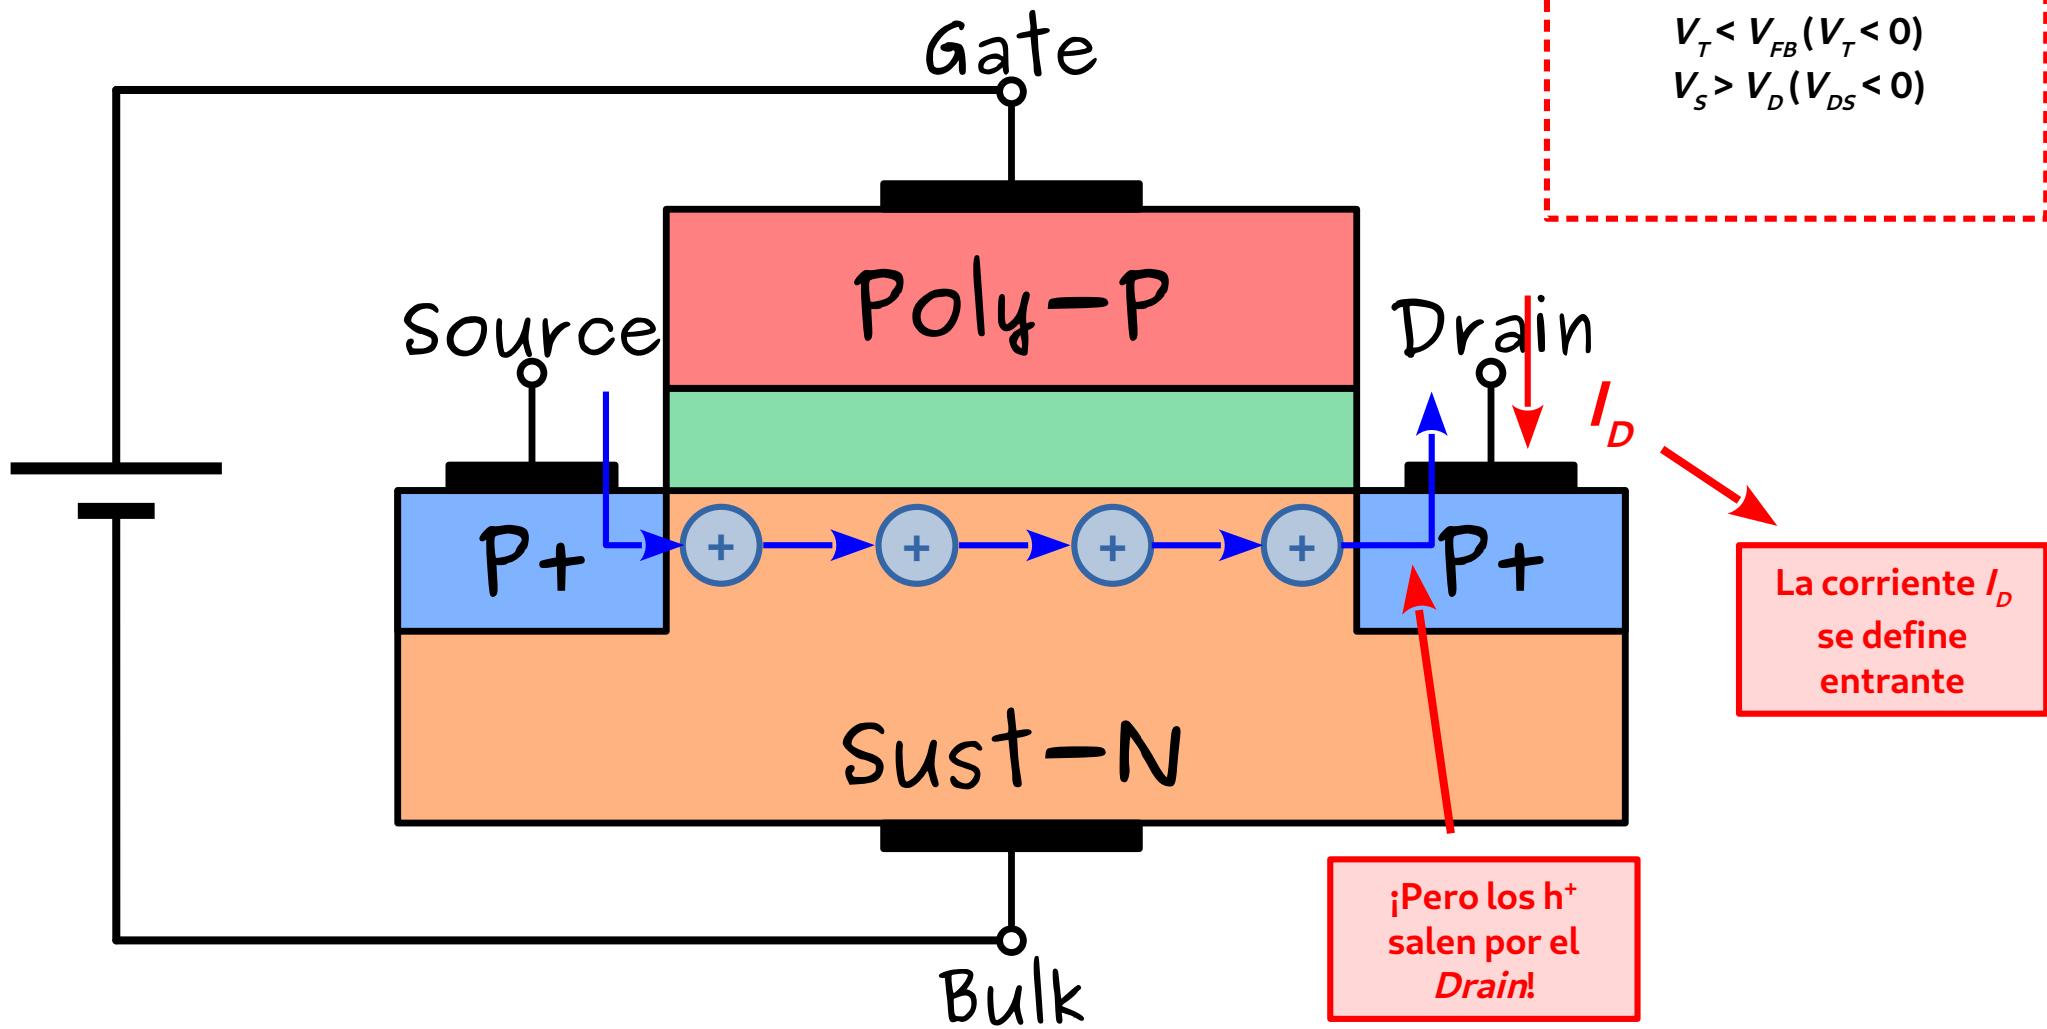 V_T < V_FB (V_T < 0)
V_S > V_D (V_DS < 0)
Gate
Poly-P
Source
Drain
I_D
P+
+
+
+
+
P+
La corriente I_D
se define
entrante
Sust-N
¡Pero los h⁺
salen por el
Drain!
Bulk